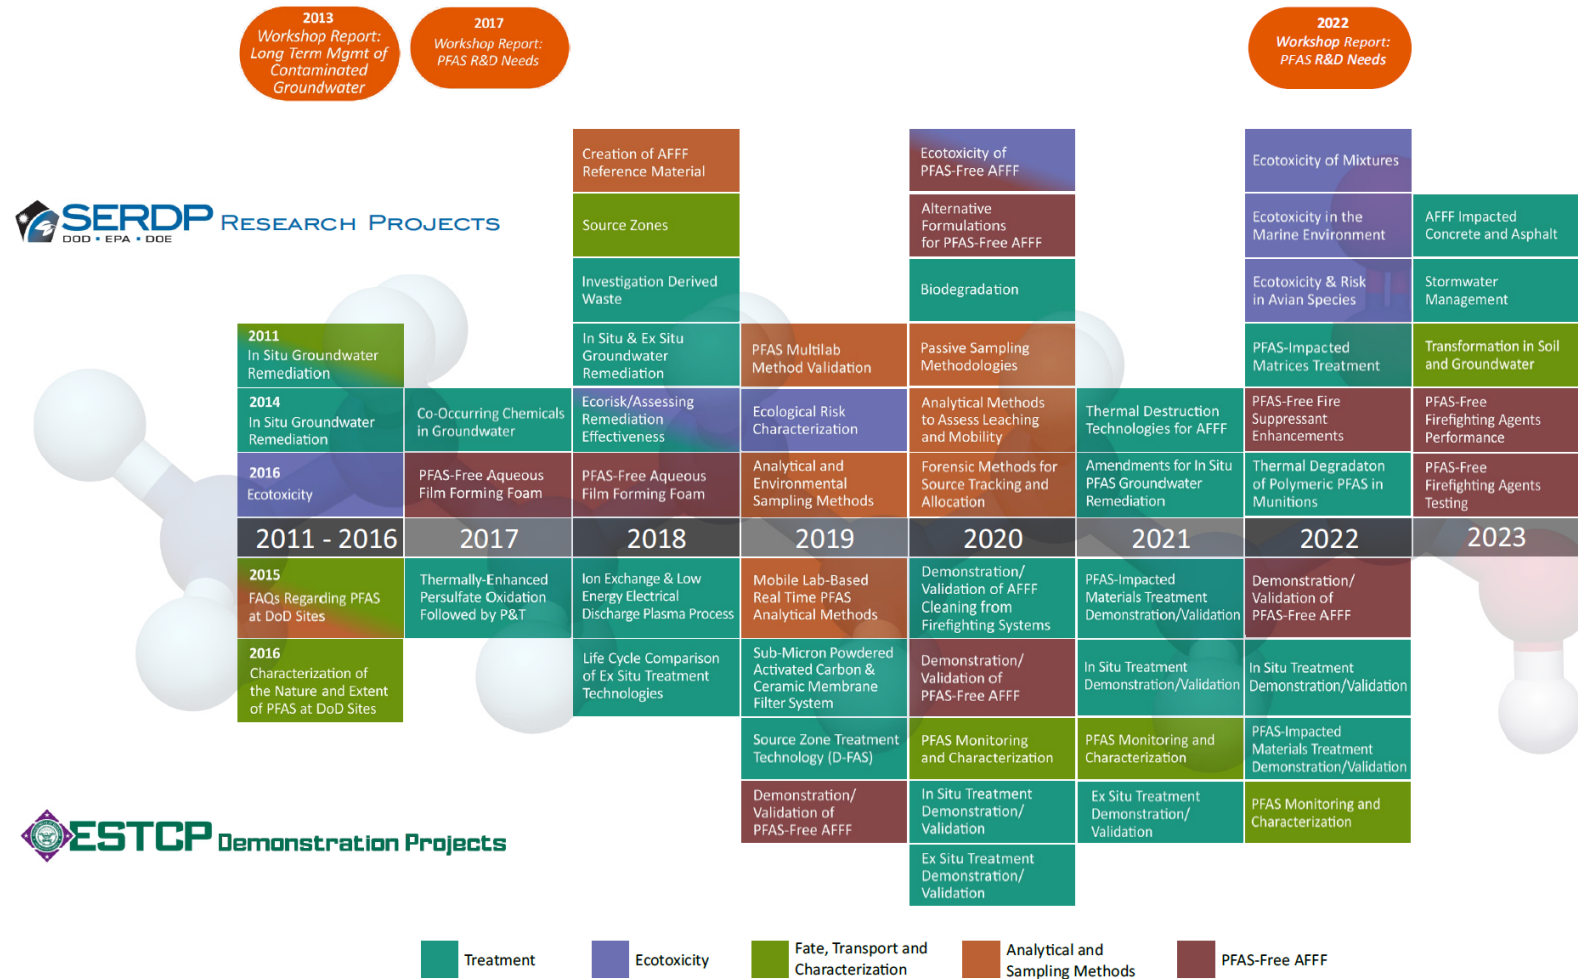 2013
Workshop Report:
Long Term Mgmt of
Contaminated
Groundwater
2017
Workshop Report:
PFAS R&D Needs
2022
Workshop Report:
PFAS R&D Needs
SERDP RESEARCH PROJECTS
DOD • EPA • DOE
Creation of AFFF
Reference Material
Ecotoxicity of
PFAS-Free AFFF
Ecotoxicity of Mixtures
Source Zones
Alternative
Formulations
for PFAS-Free AFFF
Ecotoxicity in the
Marine Environment
AFFF Impacted
Concrete and Asphalt
Investigation Derived
Waste
Biodegradation
Ecotoxicity & Risk
in Avian Species
Stormwater
Management
2011
In Situ Groundwater
Remediation
In Situ & Ex Situ
Groundwater
Remediation
PFAS Multilab
Method Validation
Passive Sampling
Methodologies
PFAS-Impacted
Matrices Treatment
Transformation in Soil
and Groundwater
2014
In Situ Groundwater
Remediation
Co-Occurring Chemicals
in Groundwater
Ecorisk/Assessing
Remediation
Effectiveness
Ecological Risk
Characterization
Analytical Methods
to Assess Leaching
and Mobility
Thermal Destruction
Technologies for AFFF
PFAS-Free Fire
Suppressant
Enhancements
PFAS-Free
Firefighting Agents
Performance
2016
Ecotoxicity
PFAS-Free Aqueous
Film Forming Foam
PFAS-Free Aqueous
Film Forming Foam
Analytical and
Environmental
Sampling Methods
Forensic Methods for
Source Tracking and
Allocation
Amendments for In Situ
PFAS Groundwater
Remediation
Thermal Degradaton
of Polymeric PFAS in
Munitions
PFAS-Free
Firefighting Agents
Testing
2011 - 2016
2017
2018
2019
2020
2021
2022
2023
2015
FAQs Regarding PFAS
at DoD Sites
Thermally-Enhanced
Persulfate Oxidation
Followed by P&T
Ion Exchange & Low
Energy Electrical
Discharge Plasma Process
Mobile Lab-Based
Real Time PFAS
Analytical Methods
Demonstration/
Validation of AFFF
Cleaning from
Firefighting Systems
PFAS-Impacted
Materials Treatment
Demonstration/Validation
Demonstration/
Validation of
PFAS-Free AFFF
2016
Characterization of
the Nature and Extent
of PFAS at DoD Sites
Life Cycle Comparison
of Ex Situ Treatment
Technologies
Sub-Micron Powdered
Activated Carbon &
Ceramic Membrane
Filter System
Demonstration/
Validation of
PFAS-Free AFFF
In Situ Treatment
Demonstration/Validation
In Situ Treatment
Demonstration/Validation
Source Zone Treatment
Technology (D-FAS)
PFAS Monitoring
and Characterization
PFAS Monitoring and
Characterization
PFAS-Impacted
Materials Treatment
Demonstration/Validation
Demonstration/
Validation of
PFAS-Free AFFF
In Situ Treatment
Demonstration/
Validation
Ex Situ Treatment
Demonstration/
Validation
PFAS Monitoring and
Characterization
Ex Situ Treatment
Demonstration/
Validation
ESTCP Demonstration Projects
Treatment
Ecotoxicity
Fate, Transport and
Characterization
Analytical and
Sampling Methods
PFAS-Free AFFF